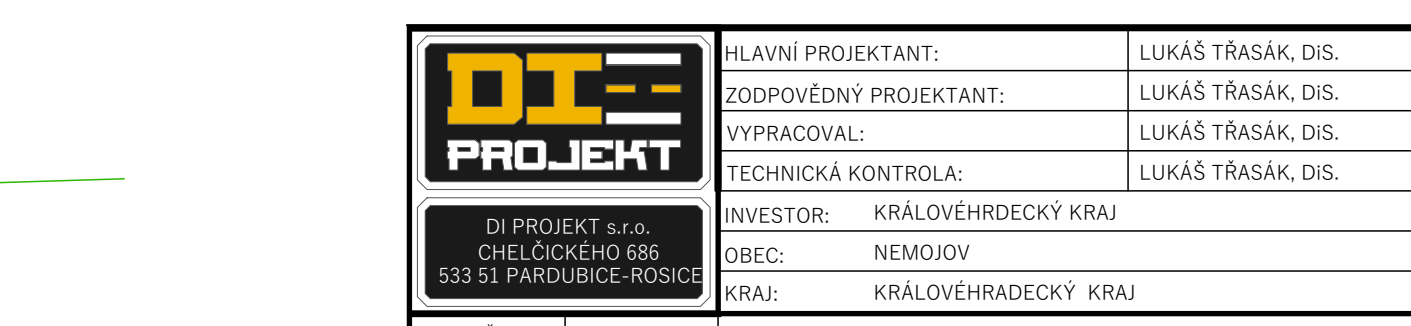 DI
PROJEKT
DI PROJEKT s.r.o.
CHELČICKÉHO 686
533 51 PARDUBICE-ROSICE
HLAVNÍ PROJEKTANT: LUKÁŠ TŘASÁK, DiS.
ZODPOVĚDNÝ PROJEKTANT: LUKÁŠ TŘASÁK, DiS.
VYPRACOVAL: LUKÁŠ TŘASÁK, DiS.
TECHNICKÁ KONTROLA: LUKÁŠ TŘASÁK, DiS.
INVESTOR: KRÁLOVÉHRDECKÝ KRAJ
OBEC: NEMOJOV
KRAJ: KRÁLOVÉHRADECKÝ KRAJ